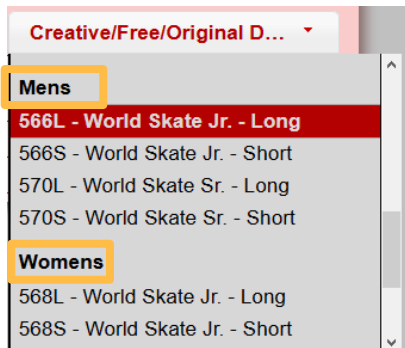 Creative/Free/Original D...
Mens
566L - World Skate Jr. - Long
566S - World Skate Jr. - Short
570L - World Skate Sr. - Long
570S - World Skate Sr. - Short
Womens
568L - World Skate Jr. - Long
568S - World Skate Jr. - Short